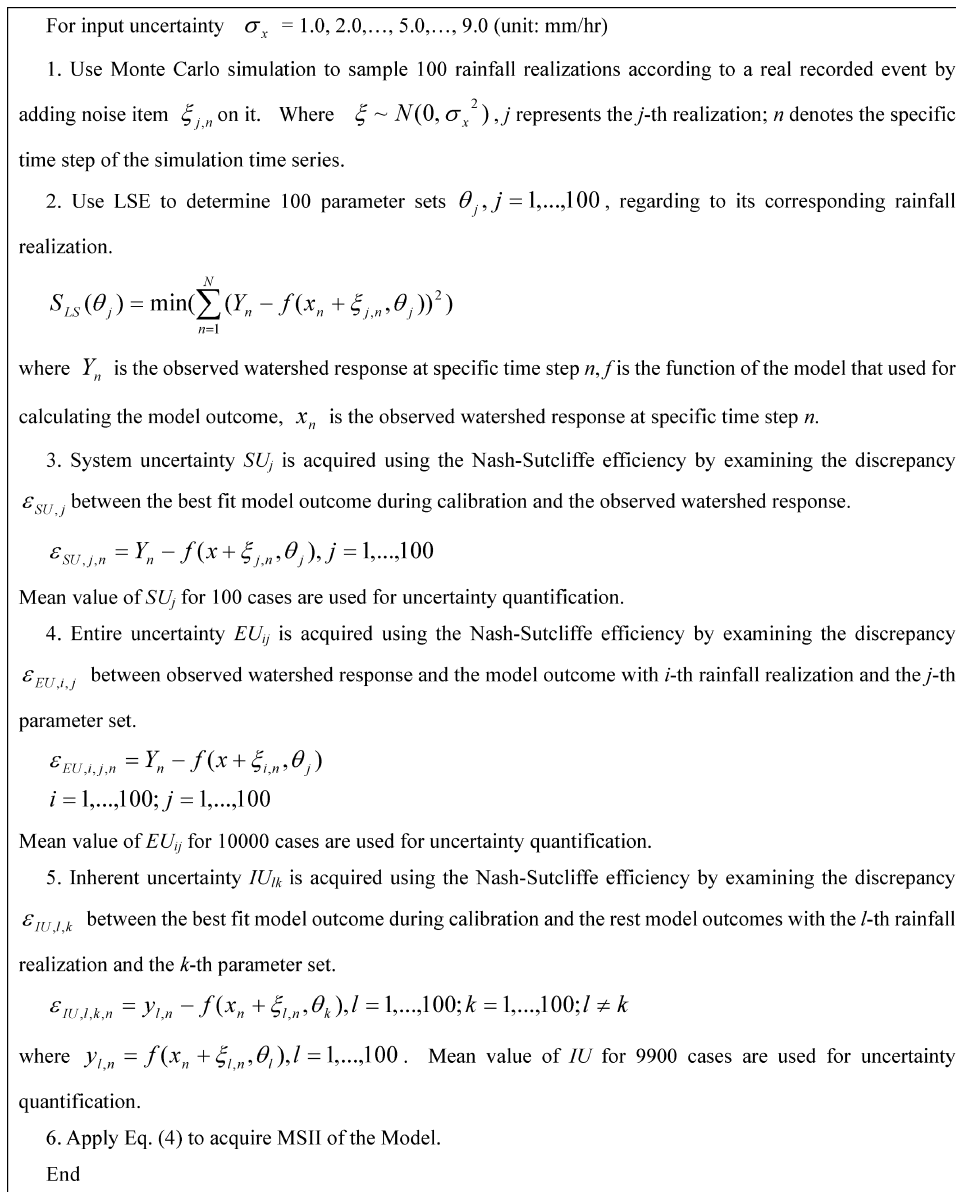 For input uncertainty σx = 1.0, 2.0,…, 5.0,…, 9.0 (unit: mm/hr)
1. Use Monte Carlo simulation to sample 100 rainfall realizations according to a real recorded event by
adding noise item ξj,n on it. Where ξ ~ N(0, σx²), j represents the j-th realization; n denotes the specific
time step of the simulation time series.
2. Use LSE to determine 100 parameter sets θj, j = 1,...,100, regarding to its corresponding rainfall
realization.
SLS(θj) = min(∑_{n=1}^{N}(Yn − f(xn + ξj,n, θj))²)
where Yn is the observed watershed response at specific time step n, f is the function of the model that used for
calculating the model outcome, xn is the observed watershed response at specific time step n.
3. System uncertainty SUj is acquired using the Nash-Sutcliffe efficiency by examining the discrepancy
εSU,j between the best fit model outcome during calibration and the observed watershed response.
εSU,j,n = Yn − f(x + ξj,n, θj), j = 1,...,100
Mean value of SUj for 100 cases are used for uncertainty quantification.
4. Entire uncertainty EUij is acquired using the Nash-Sutcliffe efficiency by examining the discrepancy
εEU,i,j between observed watershed response and the model outcome with i-th rainfall realization and the j-th
parameter set.
εEU,i,j,n = Yn − f(x + ξi,n, θj)
i = 1,...,100; j = 1,...,100
Mean value of EUij for 10000 cases are used for uncertainty quantification.
5. Inherent uncertainty IUlk is acquired using the Nash-Sutcliffe efficiency by examining the discrepancy
εIU,l,k between the best fit model outcome during calibration and the rest model outcomes with the l-th rainfall
realization and the k-th parameter set.
εIU,l,k,n = yl,n − f(xn + ξl,n, θk), l = 1,...,100; k = 1,...,100; l ≠ k
where yl,n = f(xn + ξl,n, θl), l = 1,...,100. Mean value of IU for 9900 cases are used for uncertainty
quantification.
6. Apply Eq. (4) to acquire MSII of the Model.
End